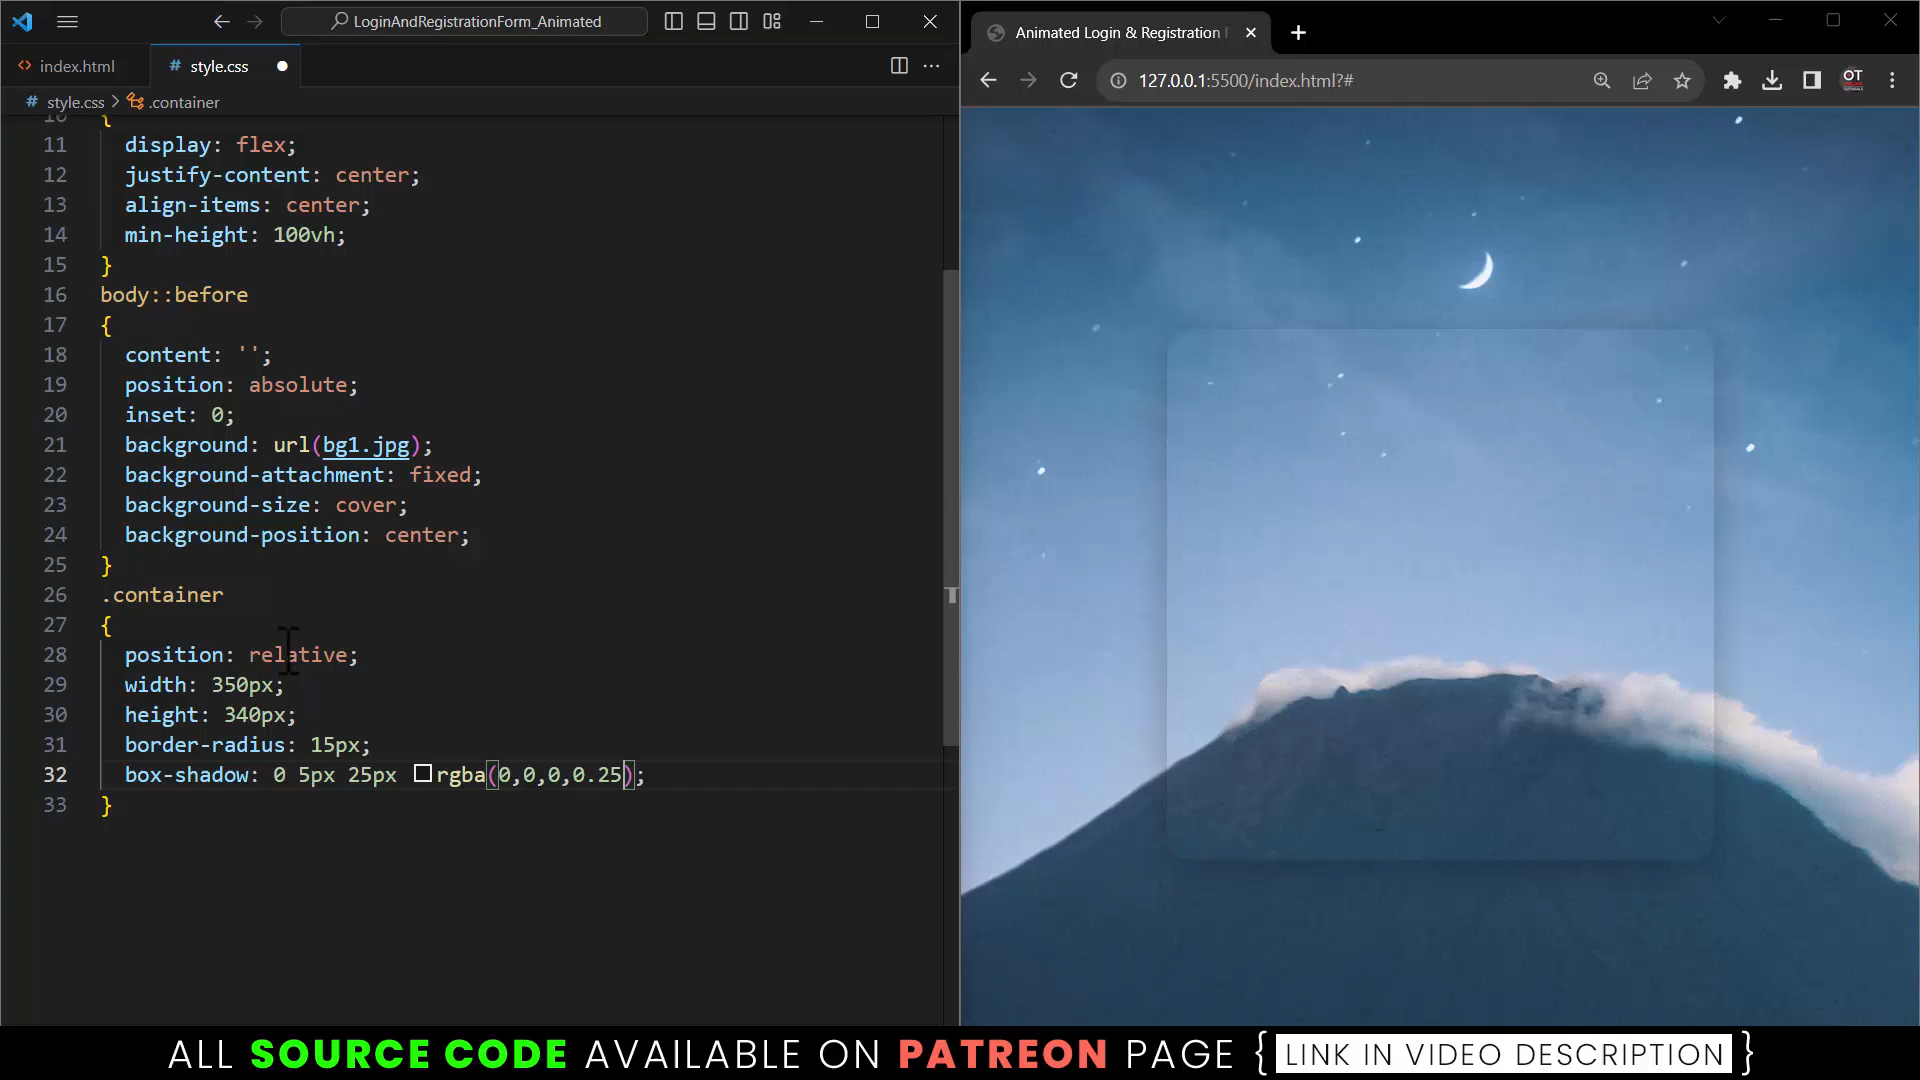 LoginAndRegistrationForm_Animated
index.html
# style.css
# style.css > .container
10 {
11 display: flex;
12 justify-content: center;
13 align-items: center;
14 min-height: 100vh;
15 }
16 body::before
17 {
18 content: '';
19 position: absolute;
20 inset: 0;
21 background: url(bg1.jpg);
22 background-attachment: fixed;
23 background-size: cover;
24 background-position: center;
25 }
26 .container
27 {
28 position: relative;
29 width: 350px;
30 height: 340px;
31 border-radius: 15px;
32 box-shadow: 0 5px 25px rgba(0,0,0,0.25);
33 }
Animated Login & Registration
127.0.0.1:5500/index.html?#
OT
ALL SOURCE CODE AVAILABLE ON PATREON PAGE { LINK IN VIDEO DESCRIPTION }